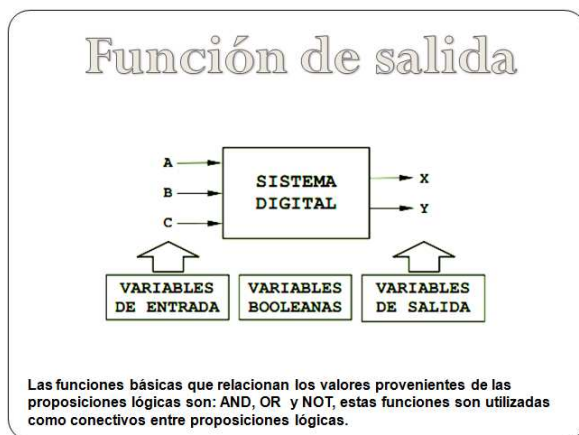 Función de salida
A
B
C
SISTEMA
DIGITAL
X
Y
VARIABLES
DE ENTRADA
VARIABLES
BOOLEANAS
VARIABLES
DE SALIDA
Las funciones básicas que relacionan los valores provenientes de las
proposiciones lógicas son: AND, OR y NOT, estas funciones son utilizadas
como conectivos entre proposiciones lógicas.